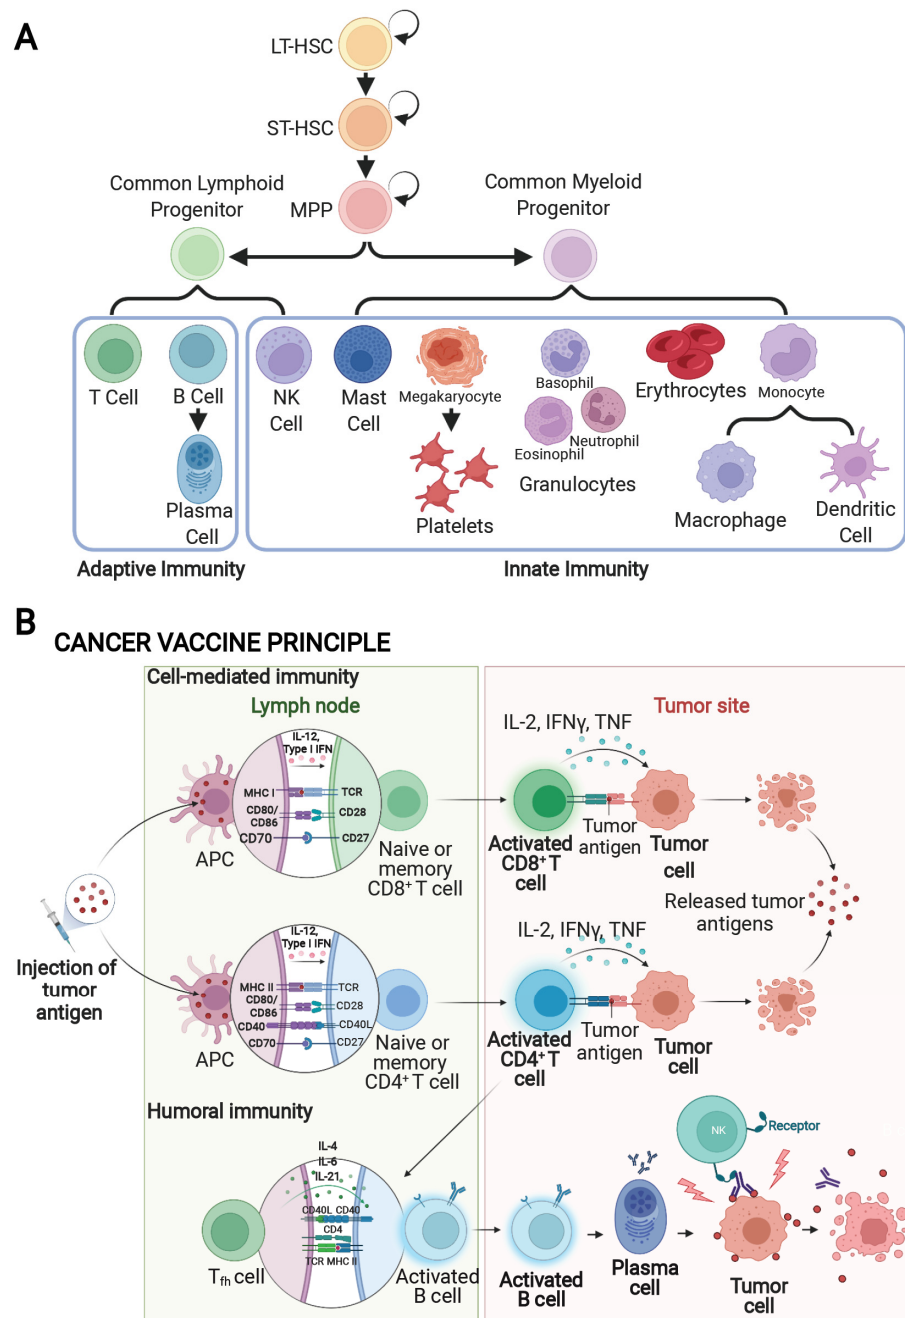 A
LT-HSC
ST-HSC
Common Lymphoid
Progenitor
MPP
Common Myeloid
Progenitor
T Cell
B Cell
Plasma
Cell
NK
Cell
Mast
Cell
Megakaryocyte
Platelets
Basophil
Eosinophil
Neutrophil
Granulocytes
Erythrocytes
Monocyte
Macrophage
Dendritic
Cell
Adaptive Immunity
Innate Immunity
B
CANCER VACCINE PRINCIPLE
Cell-mediated immunity
Lymph node
Tumor site
Injection of
tumor
antigen
APC
IL-12,
Type I IFN
MHC I
TCR
CD80/
CD86
CD28
CD70
CD27
Naive or
memory
CD8⁺ T cell
IL-2, IFNγ, TNF
Activated
CD8⁺ T
cell
Tumor
antigen
Tumor
cell
Released tumor
antigens
APC
IL-12,
Type I IFN
MHC II
TCR
CD80/
CD86
CD28
CD40
CD40L
CD70
CD27
Naive or
memory
CD4⁺ T cell
IL-2, IFNγ, TNF
Activated
CD4⁺ T
cell
Tumor
antigen
Tumor
cell
Humoral immunity
Tfh cell
IL-4
IL-6
IL-21
CD40L CD40
CD4
TCR MHC II
Activated
B cell
Activated
B cell
Plasma
cell
NK
Receptor
Tumor
cell